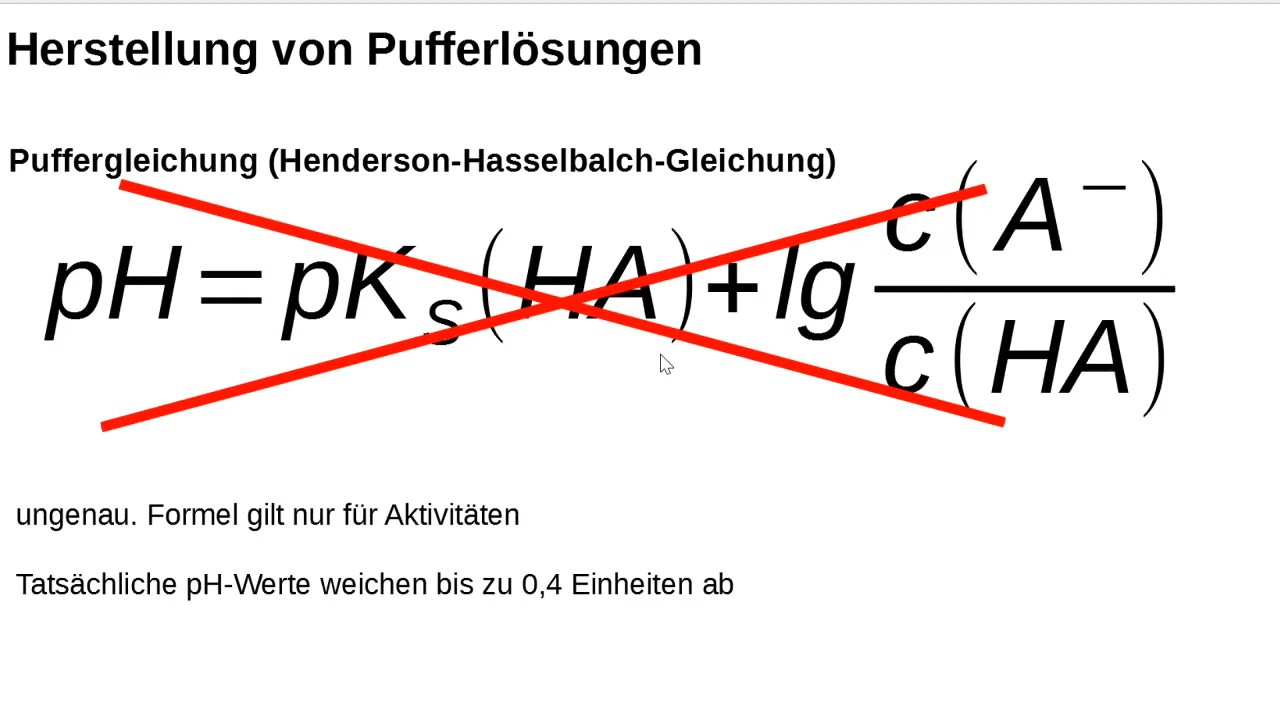 Herstellung von Pufferlösungen
Puffergleichung (Henderson-Hasselbalch-Gleichung)
pH = pK_S (HA) + lg c(A⁻) / c(HA)
ungenau. Formel gilt nur für Aktivitäten
Tatsächliche pH-Werte weichen bis zu 0,4 Einheiten ab